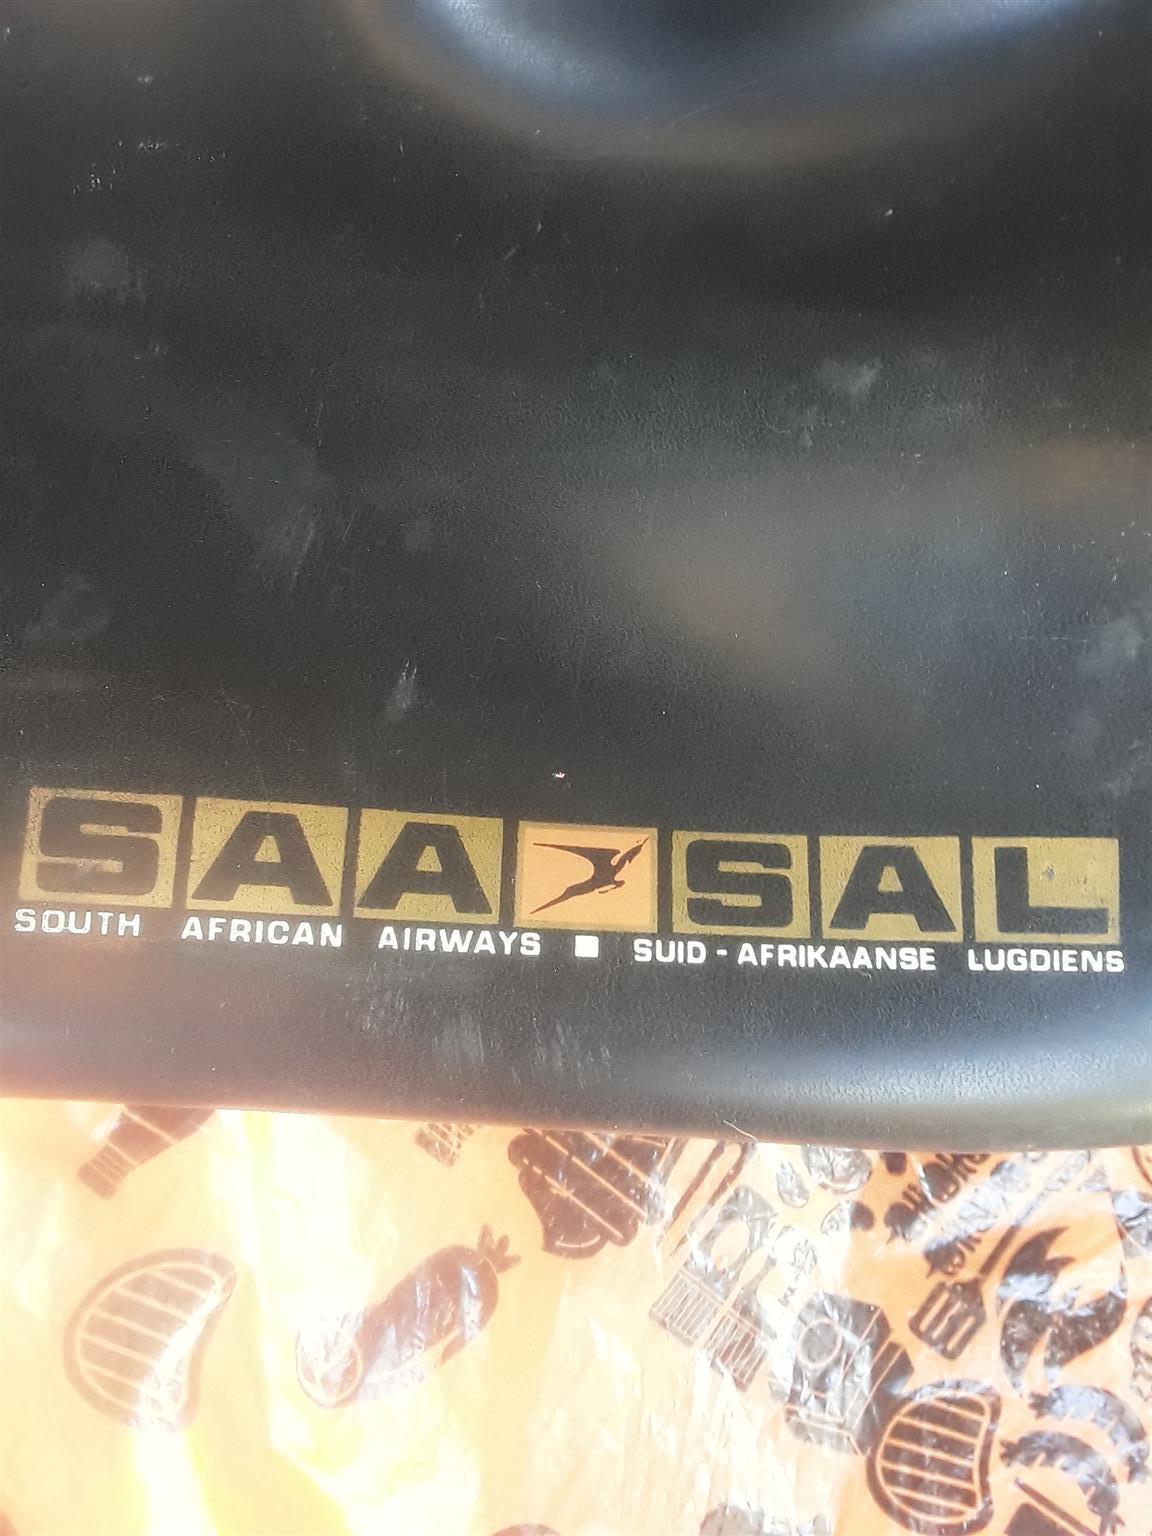 SAA SAL
SOUTH AFRICAN AIRWAYS ■ SUID-AFRIKAANSE LUGDIENS